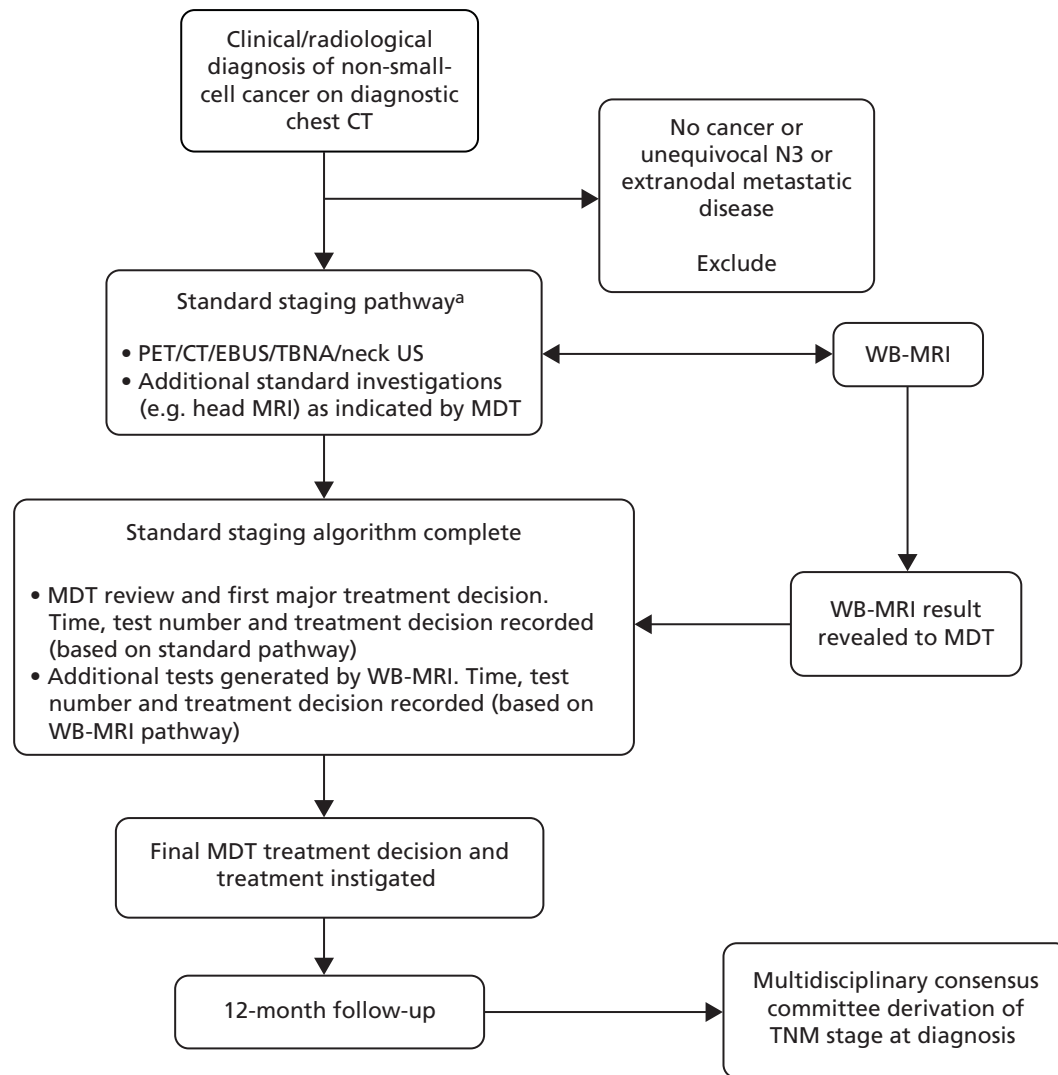 Clinical/radiological
diagnosis of non-small-
cell cancer on diagnostic
chest CT
No cancer or
unequivocal N3 or
extranodal metastatic
disease
Exclude
Standard staging pathwayᵃ
• PET/CT/EBUS/TBNA/neck US
• Additional standard investigations
(e.g. head MRI) as indicated by MDT
WB-MRI
Standard staging algorithm complete
• MDT review and first major treatment decision.
Time, test number and treatment decision recorded
(based on standard pathway)
• Additional tests generated by WB-MRI. Time, test
number and treatment decision recorded (based on
WB-MRI pathway)
WB-MRI result
revealed to MDT
Final MDT treatment decision and
treatment instigated
12-month follow-up
Multidisciplinary consensus
committee derivation of
TNM stage at diagnosis